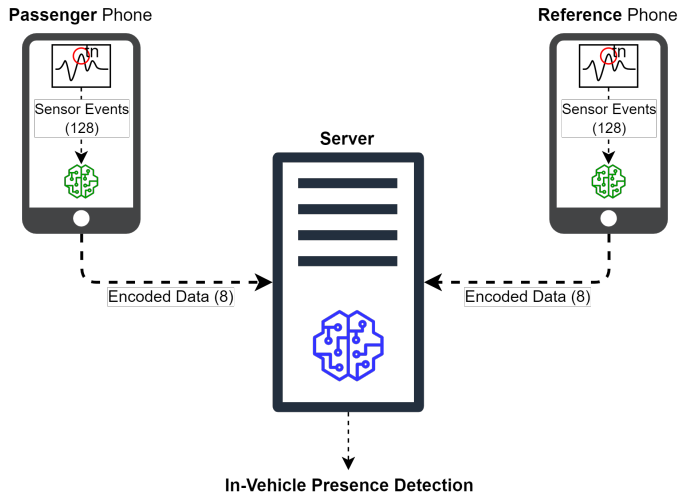 Passenger Phone
tn
Sensor Events
(128)
Reference Phone
tn
Sensor Events
(128)
Server
Encoded Data (8)
Encoded Data (8)
In-Vehicle Presence Detection